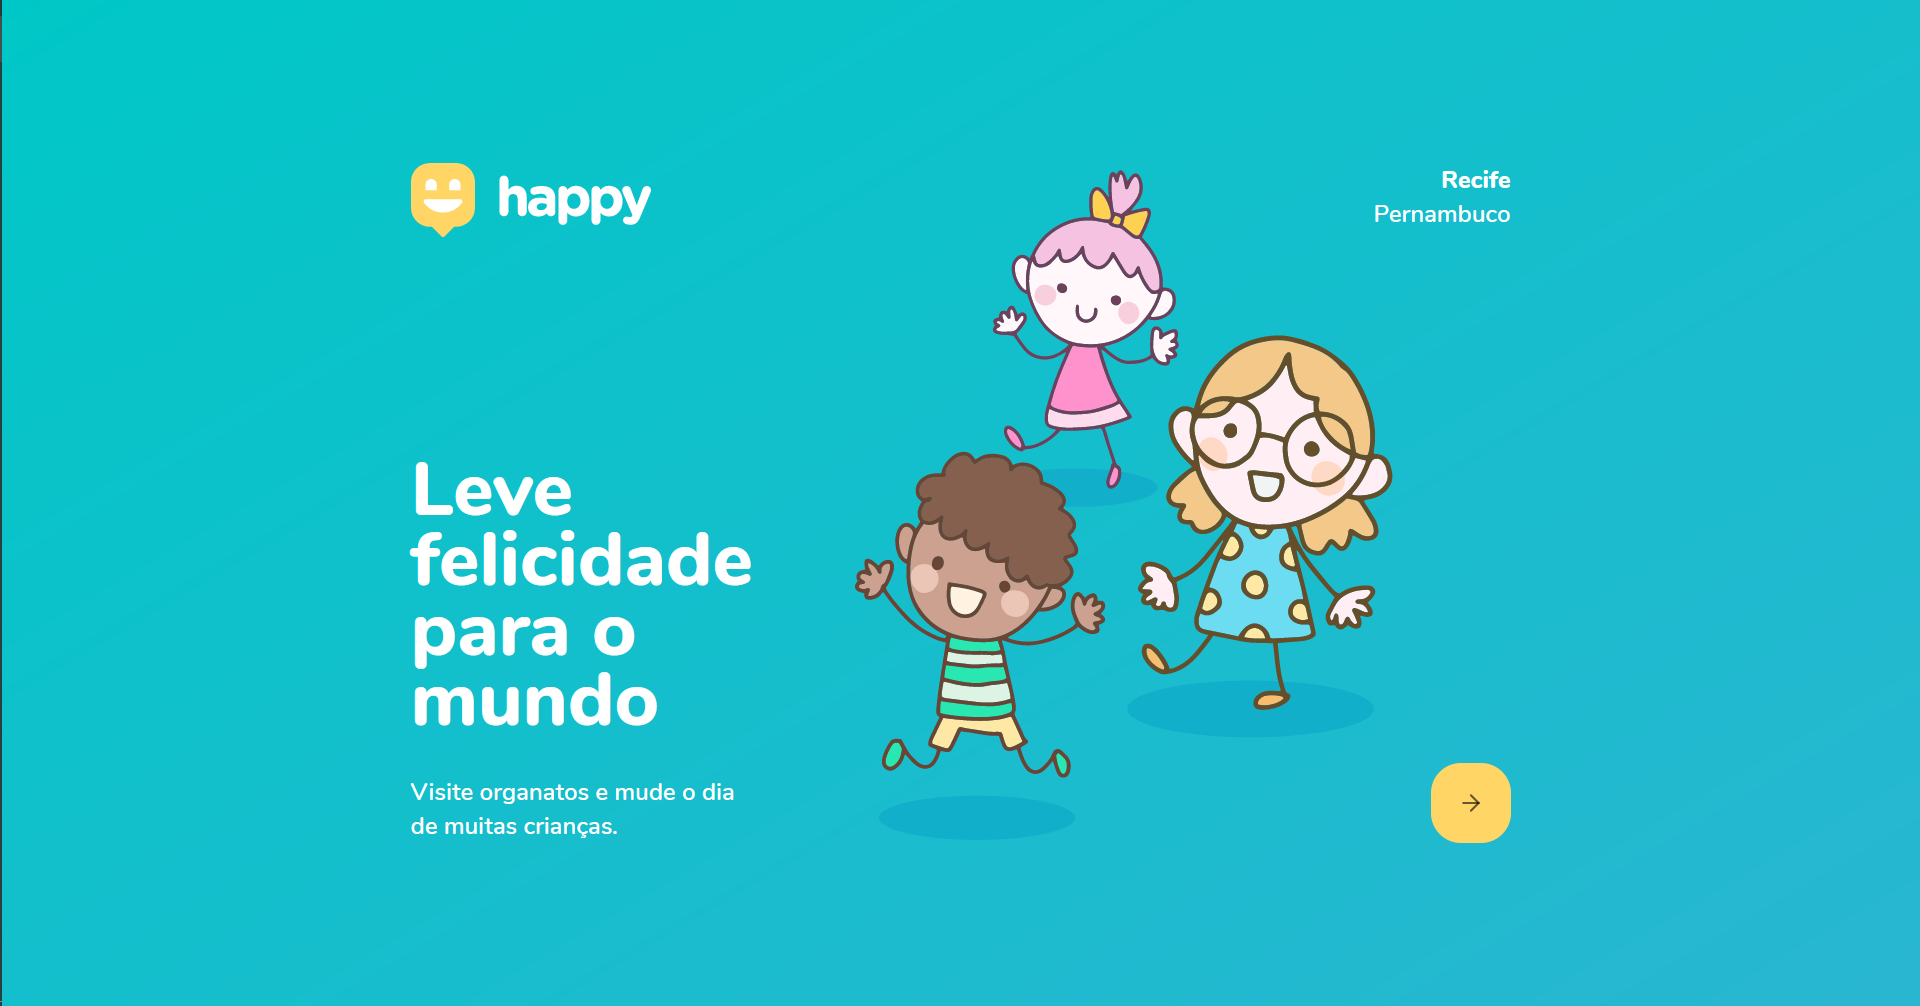 happy
Recife
Pernambuco
Leve
felicidade
para o
mundo
Visite organatos e mude o dia
de muitas crianças.